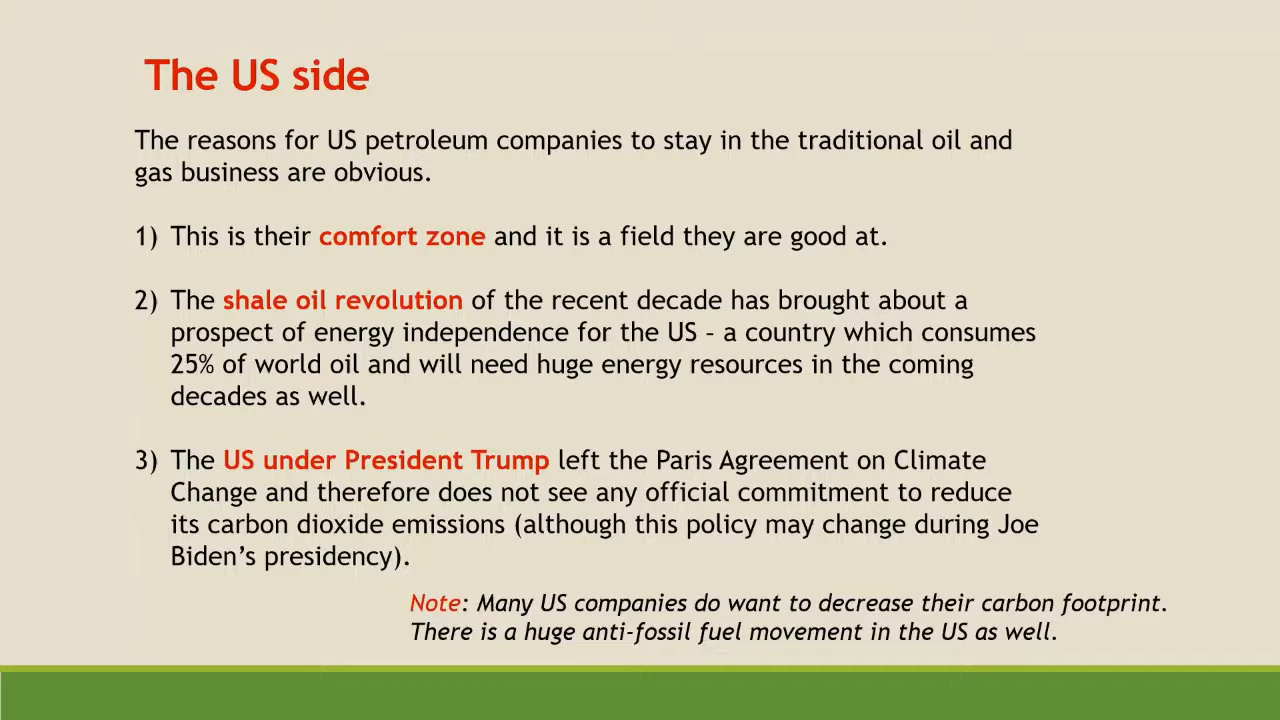 The US side
The reasons for US petroleum companies to stay in the traditional oil and
gas business are obvious.
1) This is their comfort zone and it is a field they are good at.
2) The shale oil revolution of the recent decade has brought about a
prospect of energy independence for the US – a country which consumes
25% of world oil and will need huge energy resources in the coming
decades as well.
3) The US under President Trump left the Paris Agreement on Climate
Change and therefore does not see any official commitment to reduce
its carbon dioxide emissions (although this policy may change during Joe
Biden’s presidency).
Note: Many US companies do want to decrease their carbon footprint.
There is a huge anti-fossil fuel movement in the US as well.